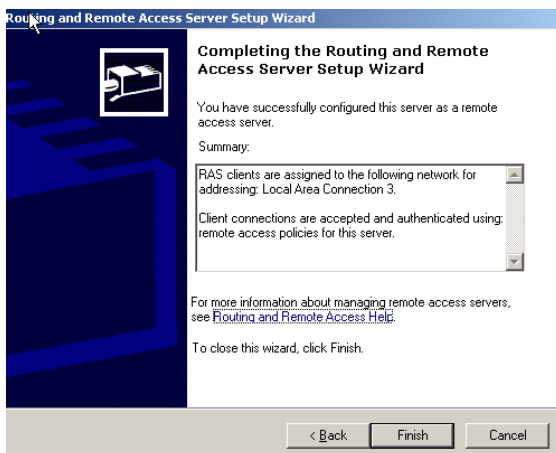 Routing and Remote Access Server Setup Wizard
Completing the Routing and Remote
Access Server Setup Wizard
You have successfully configured this server as a remote
access server.
Summary:
RAS clients are assigned to the following network for
addressing: Local Area Connection 3.
Client connections are accepted and authenticated using:
remote access policies for this server.
For more information about managing remote access servers,
see Routing and Remote Access Help.
To close this wizard, click Finish.
< Back
Finish
Cancel